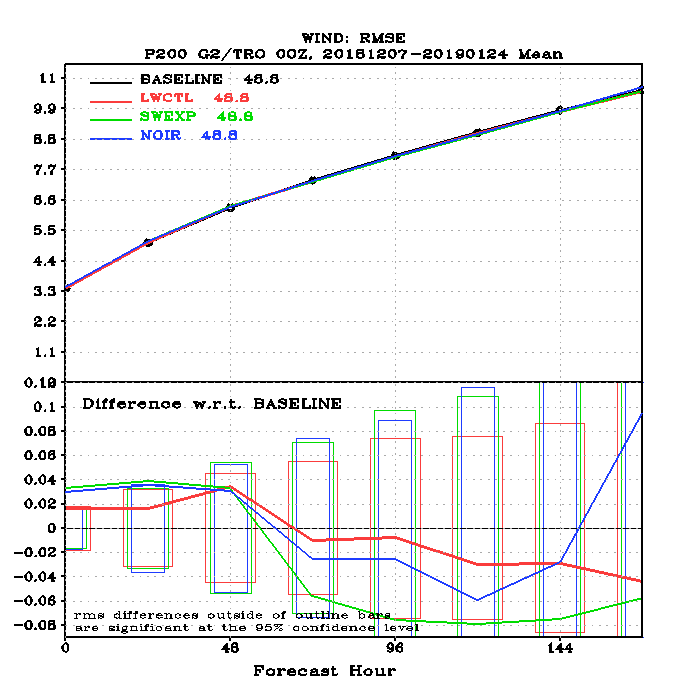 WIND: RMSE
P200 G2/TRO 00Z, 20181207-20190124 Mean
11
BASELINE 48.8
LWCTL 48.8
9.9
SWEXP 48.8
NOIR 48.8
8.8
7.7
6.6
5.5
4.4
3.3
2.2
1.1
0.12
Difference w.r.t. BASELINE
0.1
0.08
0.06
0.04
0.02
0
-0.02
-0.04
-0.06
rms differences outside of outline bars
-0.08
are significant at the 95% confidence level
0 48 96 144
Forecast Hour